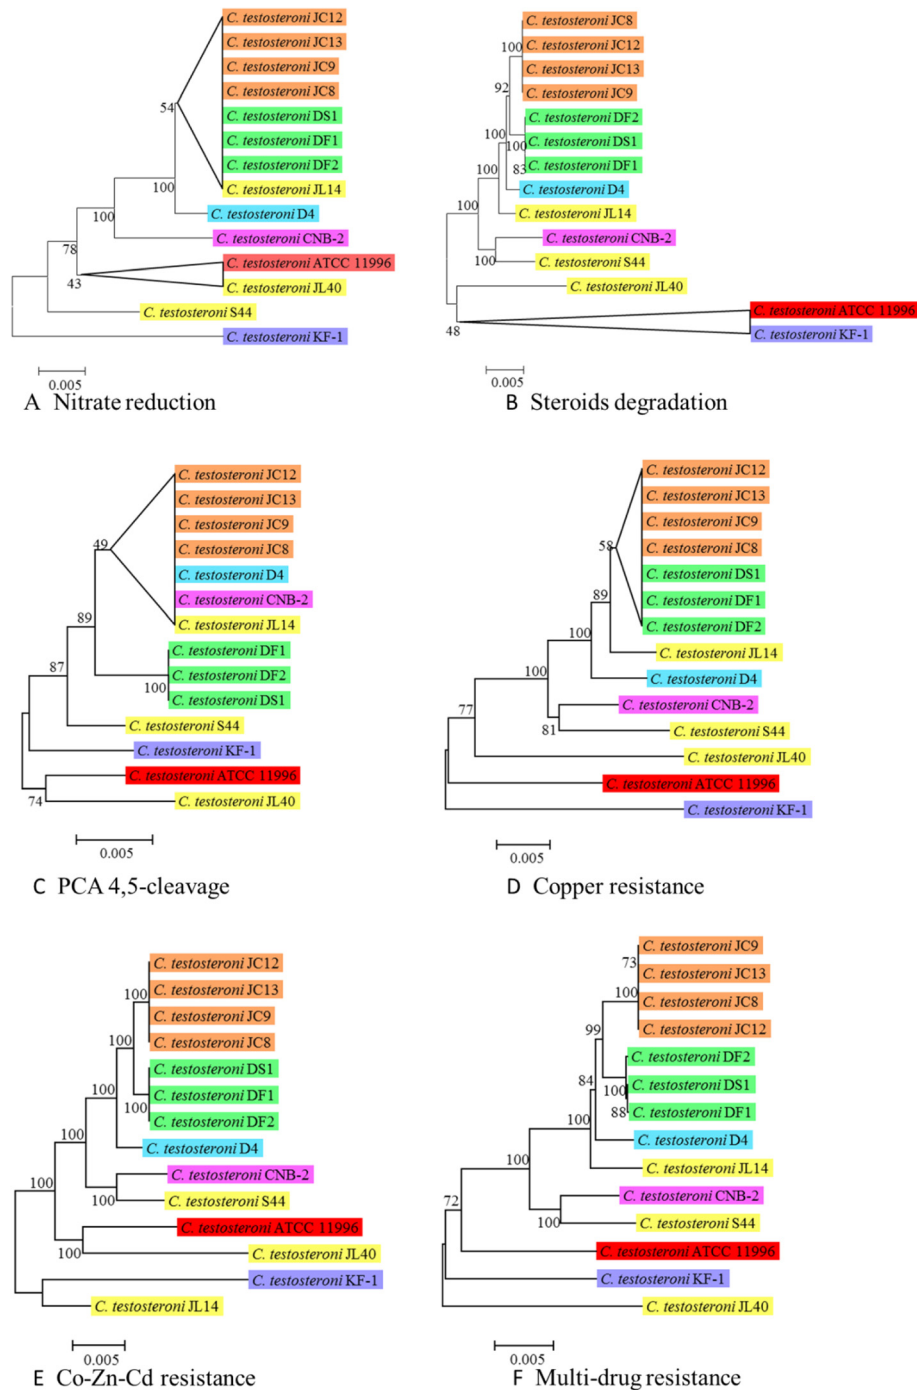 C. testosteroni JC12
C. testosteroni JC13
C. testosteroni JC9
C. testosteroni JC8
54
C. testosteroni DS1
C. testosteroni DF1
C. testosteroni DF2
100
C. testosteroni JL14
100
C. testosteroni D4
78
C. testosteroni CNB-2
C. testosteroni ATCC 11996
43
C. testosteroni JL40
C. testosteroni S44
C. testosteroni KF-1
0.005
A Nitrate reduction
C. testosteroni JC8
100
C. testosteroni JC12
C. testosteroni JC13
92
C. testosteroni JC9
C. testosteroni DF2
100
100
C. testosteroni DS1
100
83
C. testosteroni DF1
C. testosteroni D4
C. testosteroni JL14
C. testosteroni CNB-2
100
C. testosteroni S44
C. testosteroni JL40
C. testosteroni ATCC 11996
48
C. testosteroni KF-1
0.005
B Steroids degradation
C. testosteroni JC12
C. testosteroni JC13
C. testosteroni JC9
49
C. testosteroni JC8
C. testosteroni D4
C. testosteroni CNB-2
89
C. testosteroni JL14
C. testosteroni DF1
87
C. testosteroni DF2
100
C. testosteroni DS1
C. testosteroni S44
C. testosteroni KF-1
C. testosteroni ATCC 11996
74
C. testosteroni JL40
0.005
C PCA 4,5-cleavage
C. testosteroni JC12
C. testosteroni JC13
C. testosteroni JC9
58
C. testosteroni JC8
C. testosteroni DS1
89
C. testosteroni DF1
C. testosteroni DF2
100
C. testosteroni JL14
100
C. testosteroni D4
77
C. testosteroni CNB-2
81
C. testosteroni S44
C. testosteroni JL40
C. testosteroni ATCC 11996
C. testosteroni KF-1
0.005
D Copper resistance
C. testosteroni JC12
100
C. testosteroni JC13
C. testosteroni JC9
100
C. testosteroni JC8
C. testosteroni DS1
100
C. testosteroni DF1
100
C. testosteroni DF2
100
C. testosteroni D4
C. testosteroni CNB-2
100
100
C. testosteroni S44
C. testosteroni ATCC 11996
100
C. testosteroni JL40
C. testosteroni KF-1
C. testosteroni JL14
0.005
E Co-Zn-Cd resistance
C. testosteroni JC9
73
C. testosteroni JC13
100
C. testosteroni JC8
99
C. testosteroni JC12
C. testosteroni DF2
84
100
C. testosteroni DS1
88
C. testosteroni DF1
100
C. testosteroni D4
100
C. testosteroni JL14
C. testosteroni CNB-2
72
100
C. testosteroni S44
C. testosteroni ATCC 11996
C. testosteroni KF-1
C. testosteroni JL40
0.005
F Multi-drug resistance